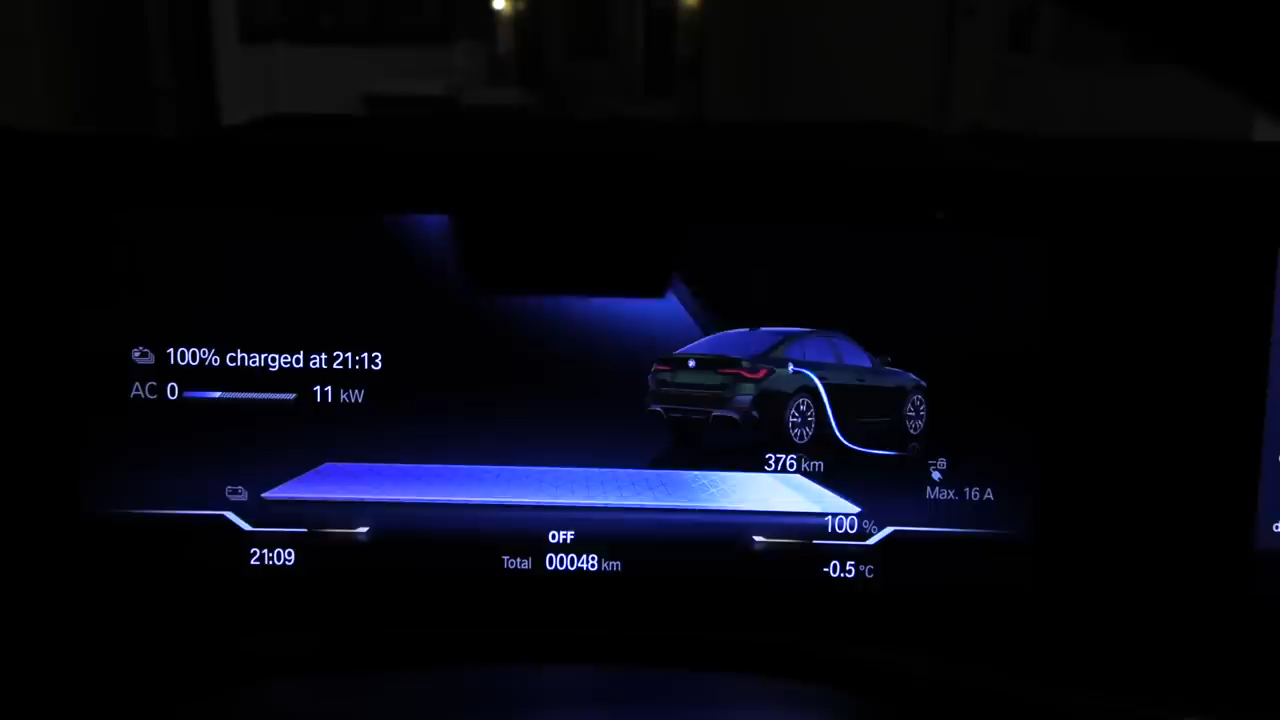 100% charged at 21:13
AC 0 11 kW
376 km
Max. 16 A
100 %
OFF
21:09
Total 00048 km
-0.5 °C